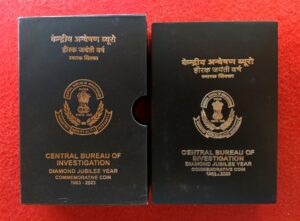 केन्द्रीय अन्वेषण ब्यूरो
हीरक जयंती वर्ष
स्मारक सिक्का
CENTRAL BUREAU OF
INVESTIGATION
DIAMOND JUBILEE YEAR
COMMEMORATIVE COIN
1963 - 2023
केन्द्रीय अन्वेषण ब्यूरो
हीरक जयंती वर्ष
स्मारक सिक्का
CENTRAL BUREAU OF
INVESTIGATION
DIAMOND JUBILEE YEAR
COMMEMORATIVE COIN
1963 - 2023